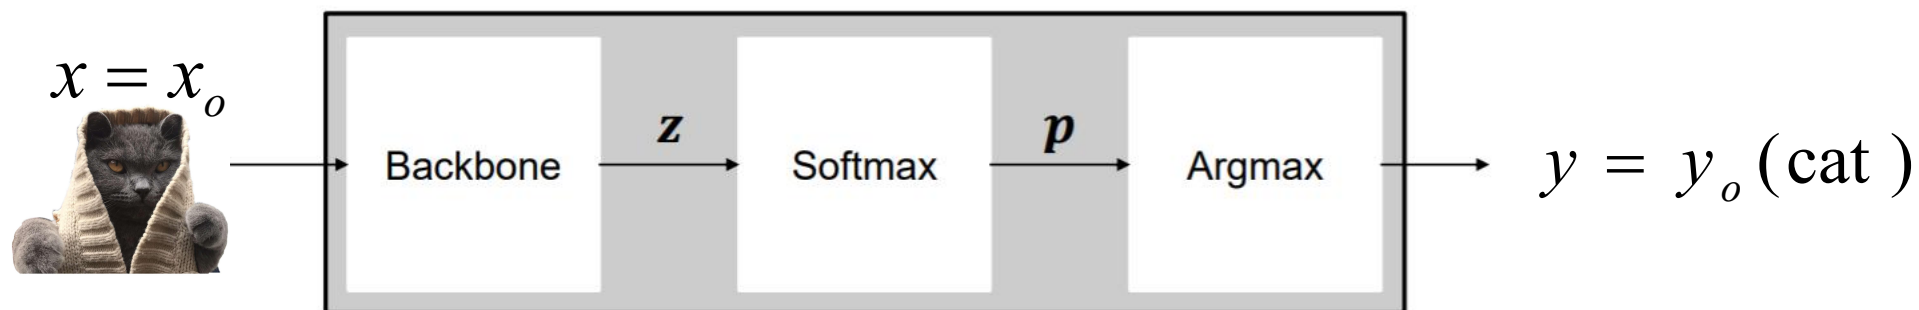 x = x_o
Backbone
z
Softmax
p
Argmax
y = y_o (cat )